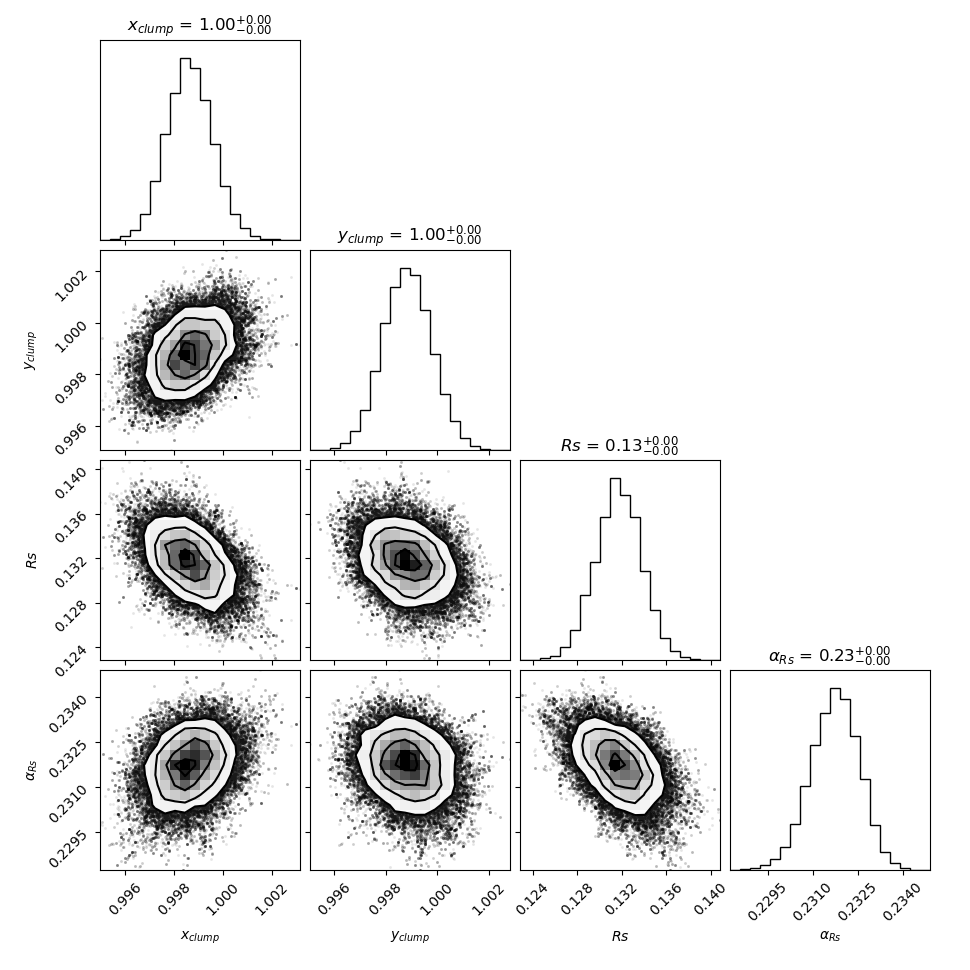 x_clump = 1.00 +0.00 −0.00
y_clump = 1.00 +0.00 −0.00
1.002
1.000
0.998
0.996
y_clump
Rs = 0.13 +0.00 −0.00
0.140
0.136
0.132
0.128
0.124
Rs
α_Rs = 0.23 +0.00 −0.00
0.2340
0.2325
0.2310
0.2295
α_Rs
0.996 0.998 1.000 1.002 0.996 0.998 1.000 1.002 0.124 0.128 0.132 0.136 0.140 0.2295 0.2310 0.2325 0.2340
x_clump y_clump Rs α_Rs